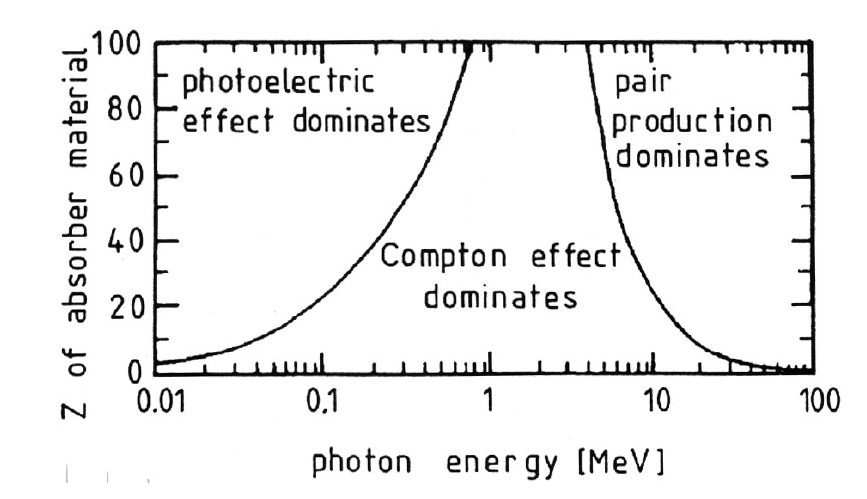 Z of absorber material
100
80
60
40
20
0
photoelectric
effect dominates
pair
production
dominates
Compton effect
dominates
0.01 0.1 1 10 100
photon energy [MeV]